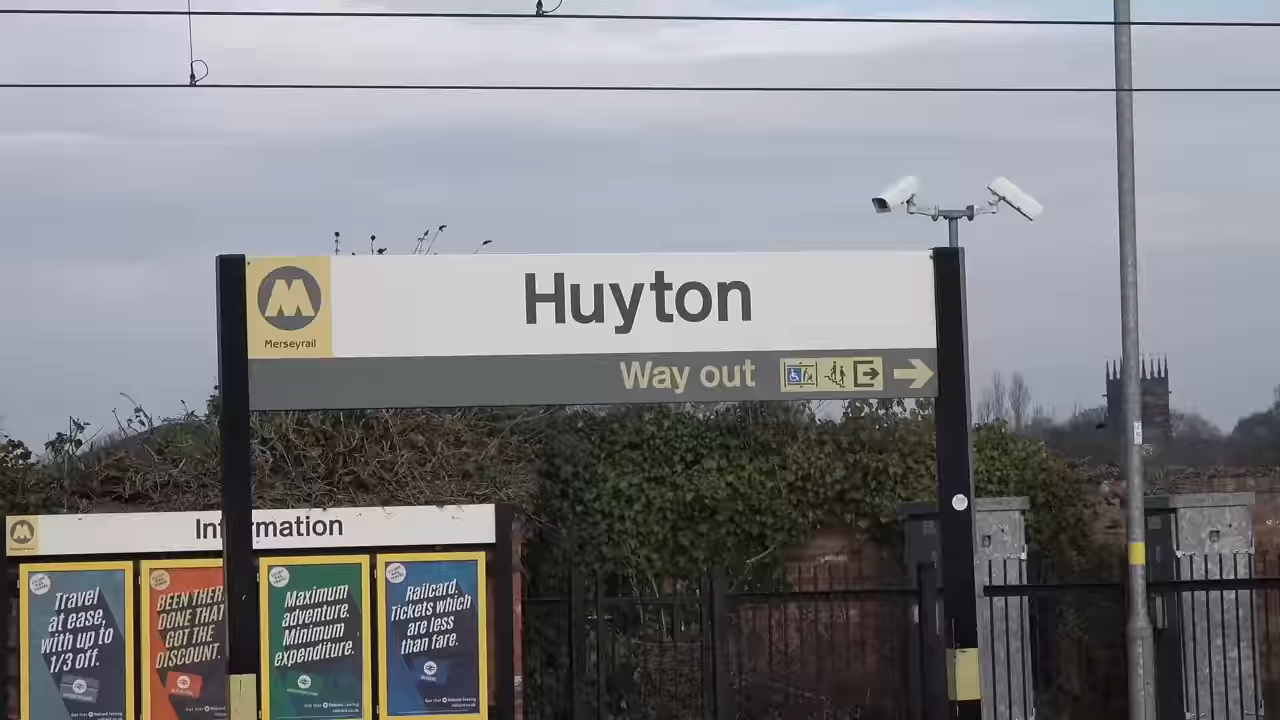 Huyton
M
Merseyrail
Way out
Information
Travel
at ease,
with up to
1/3 off.
BEEN THER
DONE THAT
GOT THE
DISCOUNT.
Maximum
adventure.
Minimum
expenditure.
Railcard.
Tickets which
are less
than fare.